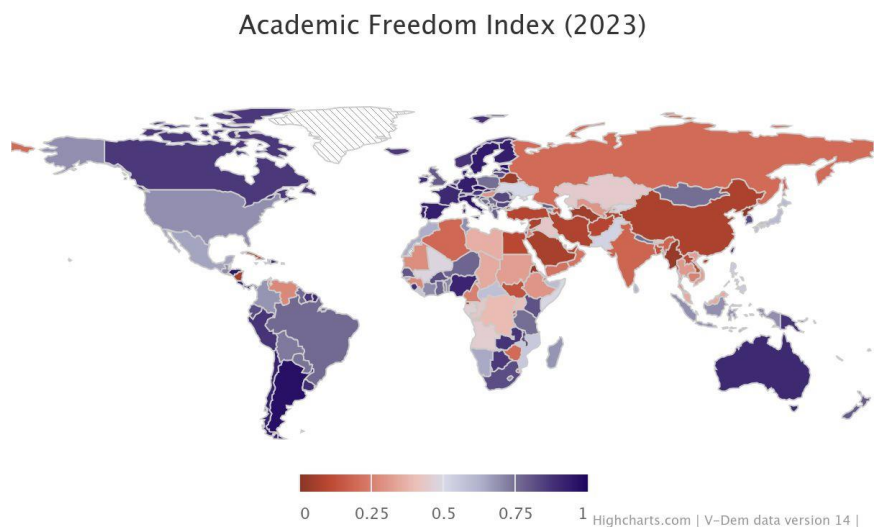 Academic Freedom Index (2023)
0 0.25 0.5 0.75 1
Highcharts.com | V-Dem data version 14 |